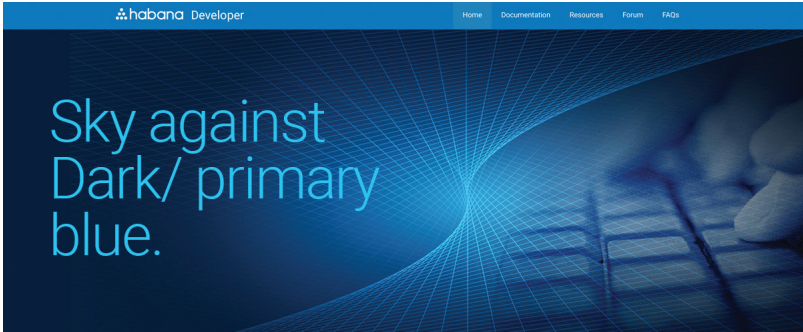 habana Developer
Home Documentation Resources Forum FAQs
Sky against
Dark/ primary
blue.